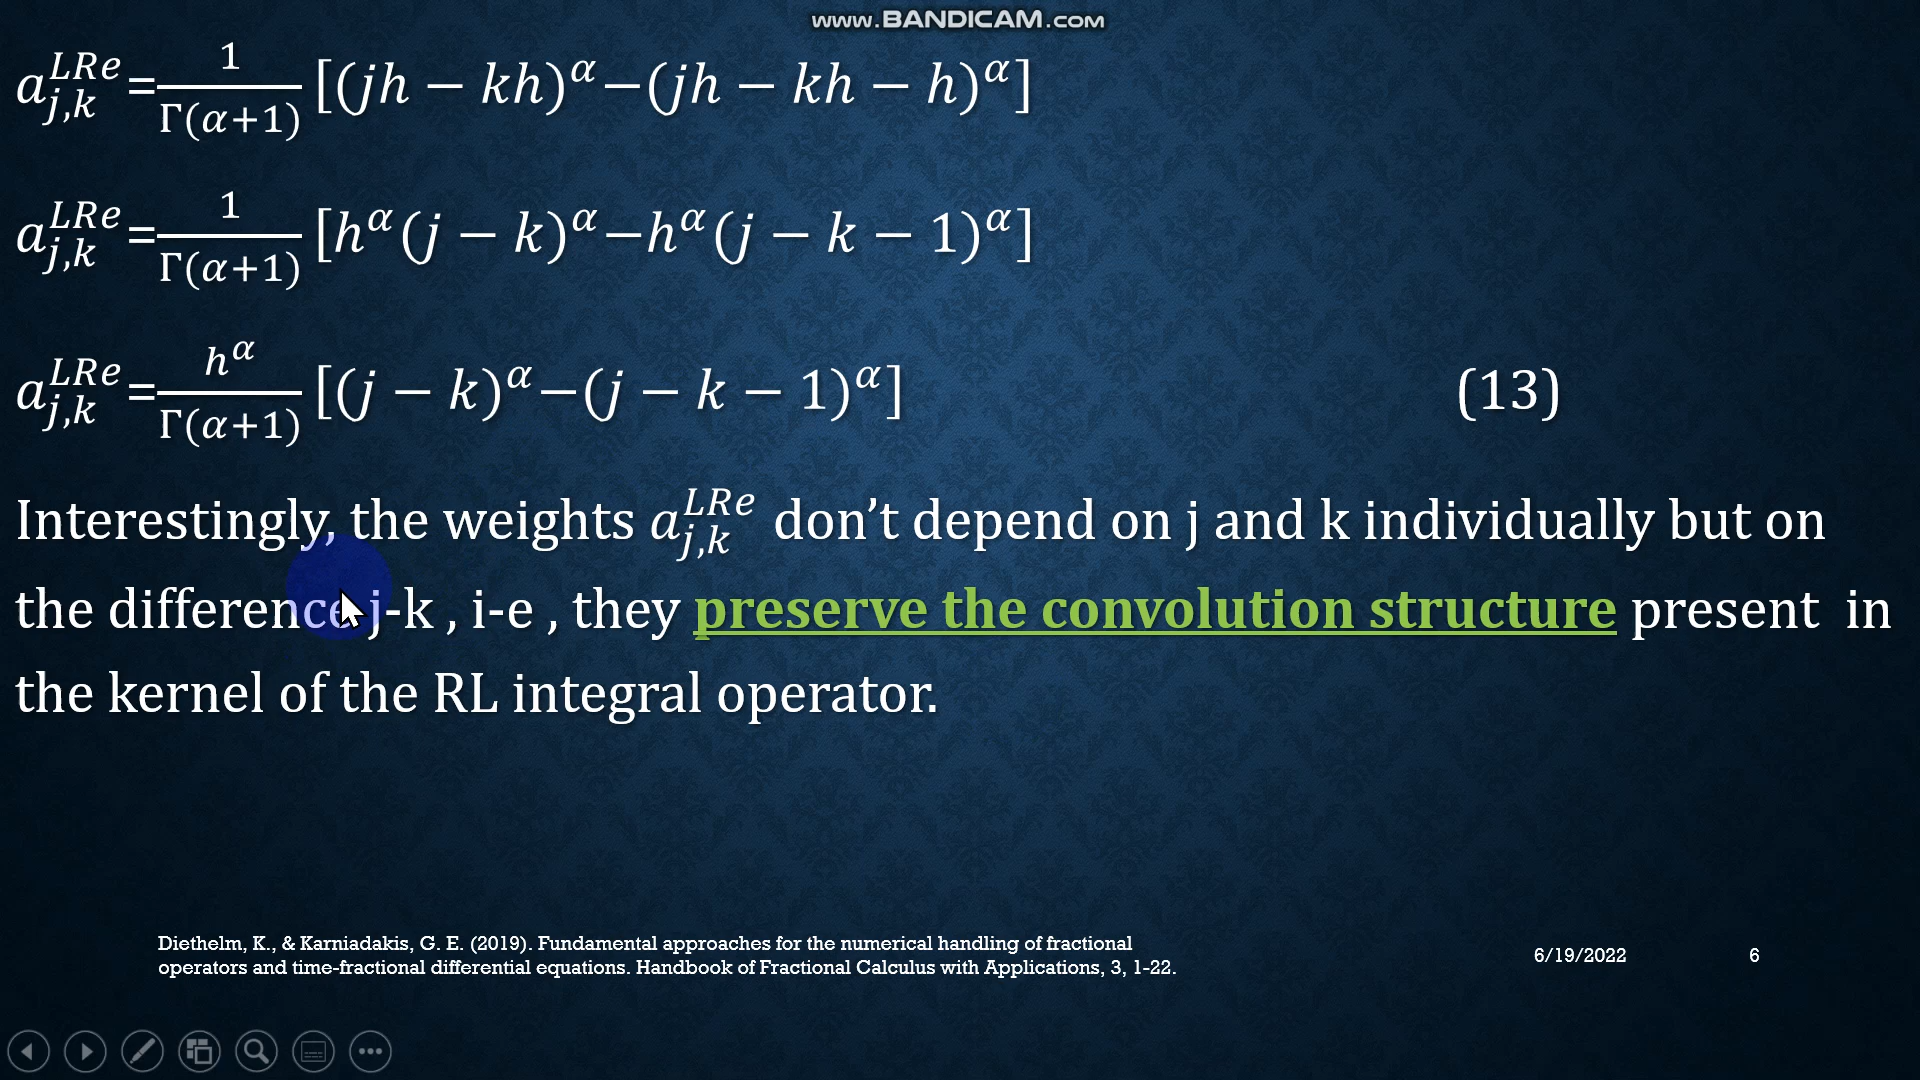 www.BANDICAM.com
a_{j,k}^{LRe}=\frac{1}{Γ(α+1)}[(jh − kh)^α−(jh − kh − h)^α]
a_{j,k}^{LRe}=\frac{1}{Γ(α+1)}[h^α(j − k)^α−h^α(j − k − 1)^α]
a_{j,k}^{LRe}=\frac{h^α}{Γ(α+1)}[(j − k)^α−(j − k − 1)^α] (13)
Interestingly, the weights a_{j,k}^{LRe} don’t depend on j and k individually but on
the difference j-k , i-e , they preserve the convolution structure present in
the kernel of the RL integral operator.
Diethelm, K., & Karniadakis, G. E. (2019). Fundamental approaches for the numerical handling of fractional
operators and time-fractional differential equations. Handbook of Fractional Calculus with Applications, 3, 1-22.
6/19/2022 6